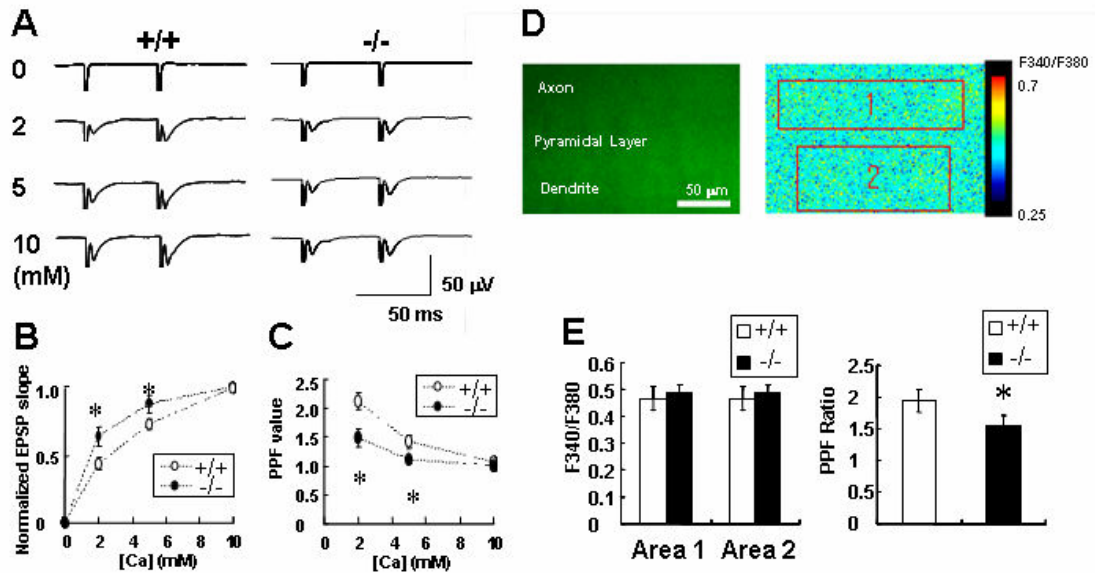 A
+/+
-/-
0
2
5
10
(mM)
50 μV
50 ms
D
Axon
Pyramidal Layer
Dendrite
50 μm
1
2
F340/F380
0.7
0.25
B
Normalized EPSP slope
1.0
0.5
0
*
*
+/+
-/-
0 2 4 6 8 10
[Ca] (mM)
C
PPF value
2.5
2.0
1.5
1.0
0.5
0
*
*
+/+
-/-
0 2 4 6 8 10
[Ca] (mM)
E
+/+
-/-
F340/F380
0.6
0.5
0.4
0.3
0.2
0.1
0
Area 1 Area 2
+/+
-/-
*
PPF Ratio
2.5
2
1.5
1
0.5
0